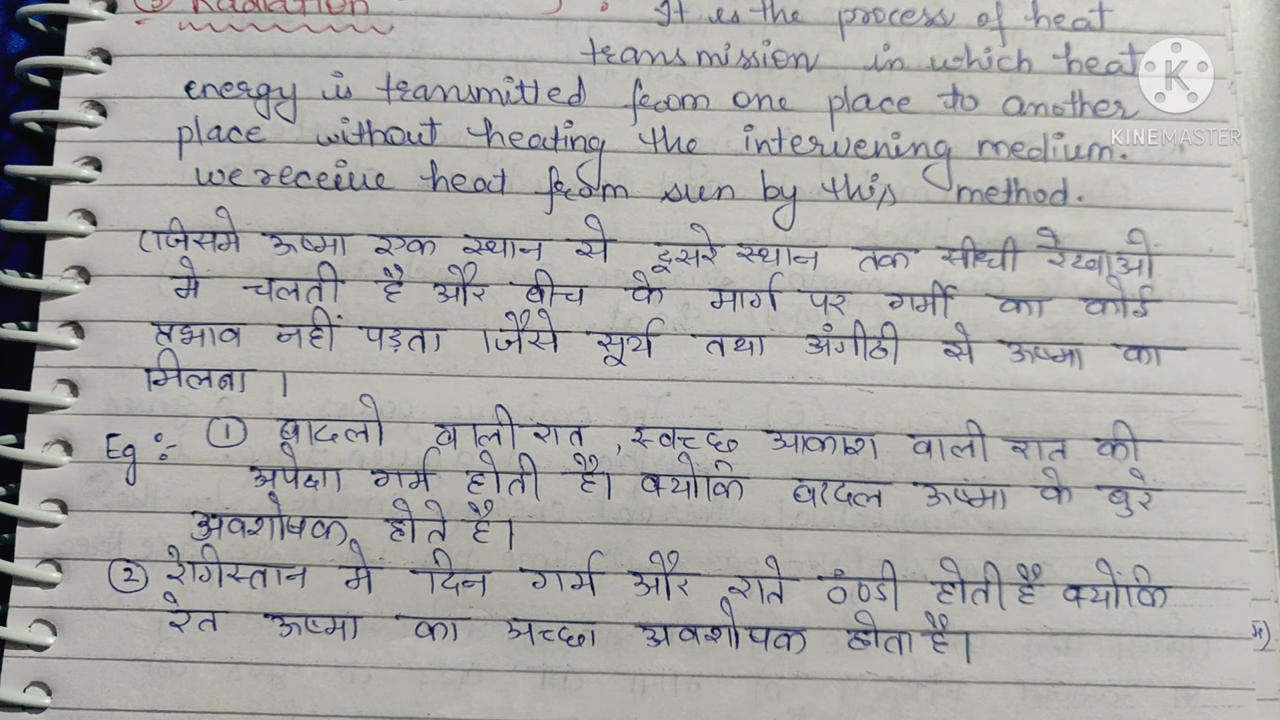 ③ Radiation : It is the process of heat
transmission in which heat
energy is transmitted from one place to another
place without heating the intervening medium.
we receive heat from sun by this method.
(जिसमे ऊष्मा एक स्थान से दूसरे स्थान तक सीधी रेखाओं
में चलती है और बीच के मार्ग पर गर्मी का कोई
प्रभाव नहीं पड़ता। जैसे सूर्य तथा अंगीठी से ऊष्मा का
मिलना ।
Eg:- ① बादलो वाली रात, स्वच्छ आकाश वाली रात की
अपेक्षा गर्म होती है। क्योंकि बादल ऊष्मा के बुरे
अवशोषक होते है।
② रेगिस्तान मे दिन गर्म और राते ठण्डी होती है क्योंकि
रेत ऊष्मा का अच्छा अवशोषक होता है।
K
KINEMASTER